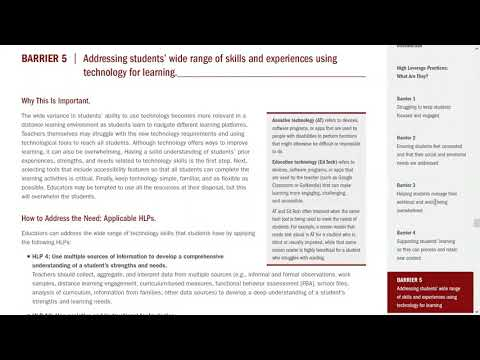 BARRIER 5 | Addressing students' wide range of skills and experiences using
technology for learning.
Why This Is Important.
The wide variance in students' ability to use technology becomes more relevant in a
distance learning environment as students learn to navigate different learning platforms.
Teachers themselves may struggle with the new technology requirements and using
technological tools to reach all students. Although technology offers ways to improve
learning, it can also be overwhelming. Having a solid understanding of students' prior
experiences, strengths, and needs related to technology skills is the first step. Next,
selecting tools that include accessibility features so that all students can complete the
learning activities is critical. Finally, keep technology simple, familiar, and as flexible as
possible. Educators may be tempted to use all the resources at their disposal, but this
will overwhelm the students.
How to Address the Need: Applicable HLPs.
Educators can address the wide range of technology skills that students have by applying
the following HLPs:
• HLP 4: Use multiple sources of information to develop a comprehensive
understanding of a student's strengths and needs.
Teachers should collect, aggregate, and interpret data from multiple sources (e.g., informal and formal observations, work
samples, distance learning engagement, curriculum-based measures, functional behavior assessment [FBA], school files,
analysis of curriculum, information from families, other data sources) to develop a deep understanding of a student's
strengths and learning needs.
Assistive technology (AT) refers to devices,
software programs, or apps that are used by
people with disabilities to perform functions
that might otherwise be difficult or impossible
to do.
Education technology (Ed Tech) refers to
devices, software programs, or apps that
are used by the teacher (such as Google
Classroom or GoNoodle) that can make
learning more engaging, challenging,
and fun.
AT and Ed Tech often intersect when the same
tool is being used to meet the needs of
students. For example, a screen reader that
reads text aloud is AT for a student who is
blind or visually impaired, while that same
screen reader is highly beneficial for a student
who struggles with reading.
High Leverage Practices:
What Are They?
Barrier 1
Struggling to keep students
focused and engaged
Barrier 2
Ensuring students feel connected
and that their social and emotional
needs are addressed
Barrier 3
Helping students manage their
workload and avoid being
overwhelmed
Barrier 4
Supporting students' learning
so they can process and retain
new content
BARRIER 5
Addressing students' wide range
of skills and experiences using
technology for learning